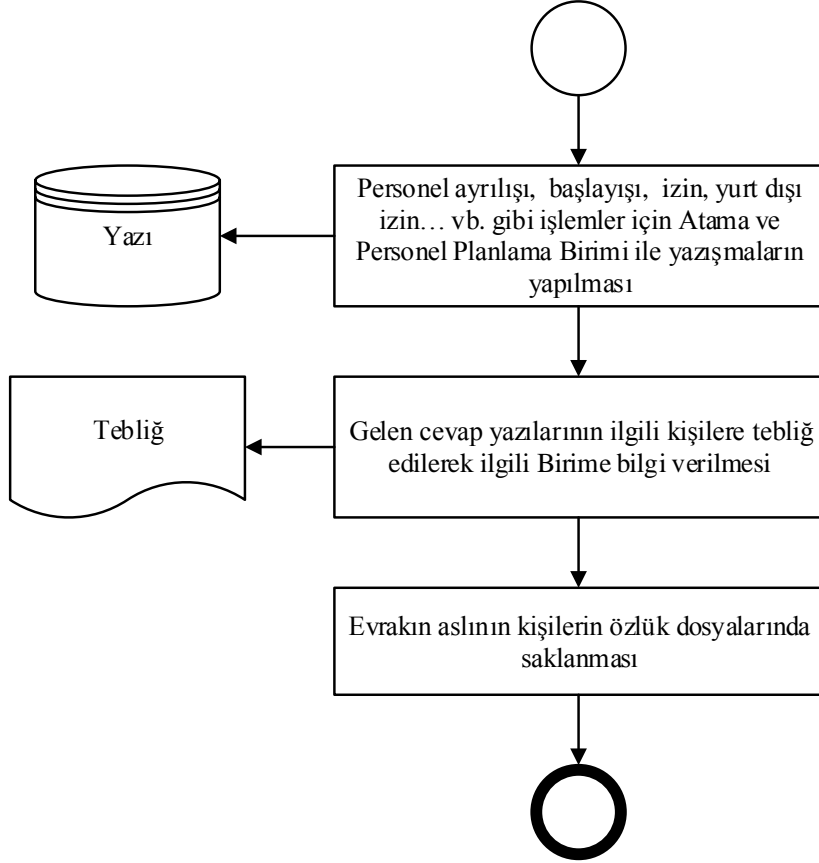 Personel ayrılışı, başlayışı, izin, yurt dışı
izin… vb. gibi işlemler için Atama ve
Personel Planlama Birimi ile yazışmaların
yapılması
Yazı
Gelen cevap yazılarının ilgili kişilere tebliğ
edilerek ilgili Birime bilgi verilmesi
Tebliğ
Evrakın aslının kişilerin özlük dosyalarında
saklanması